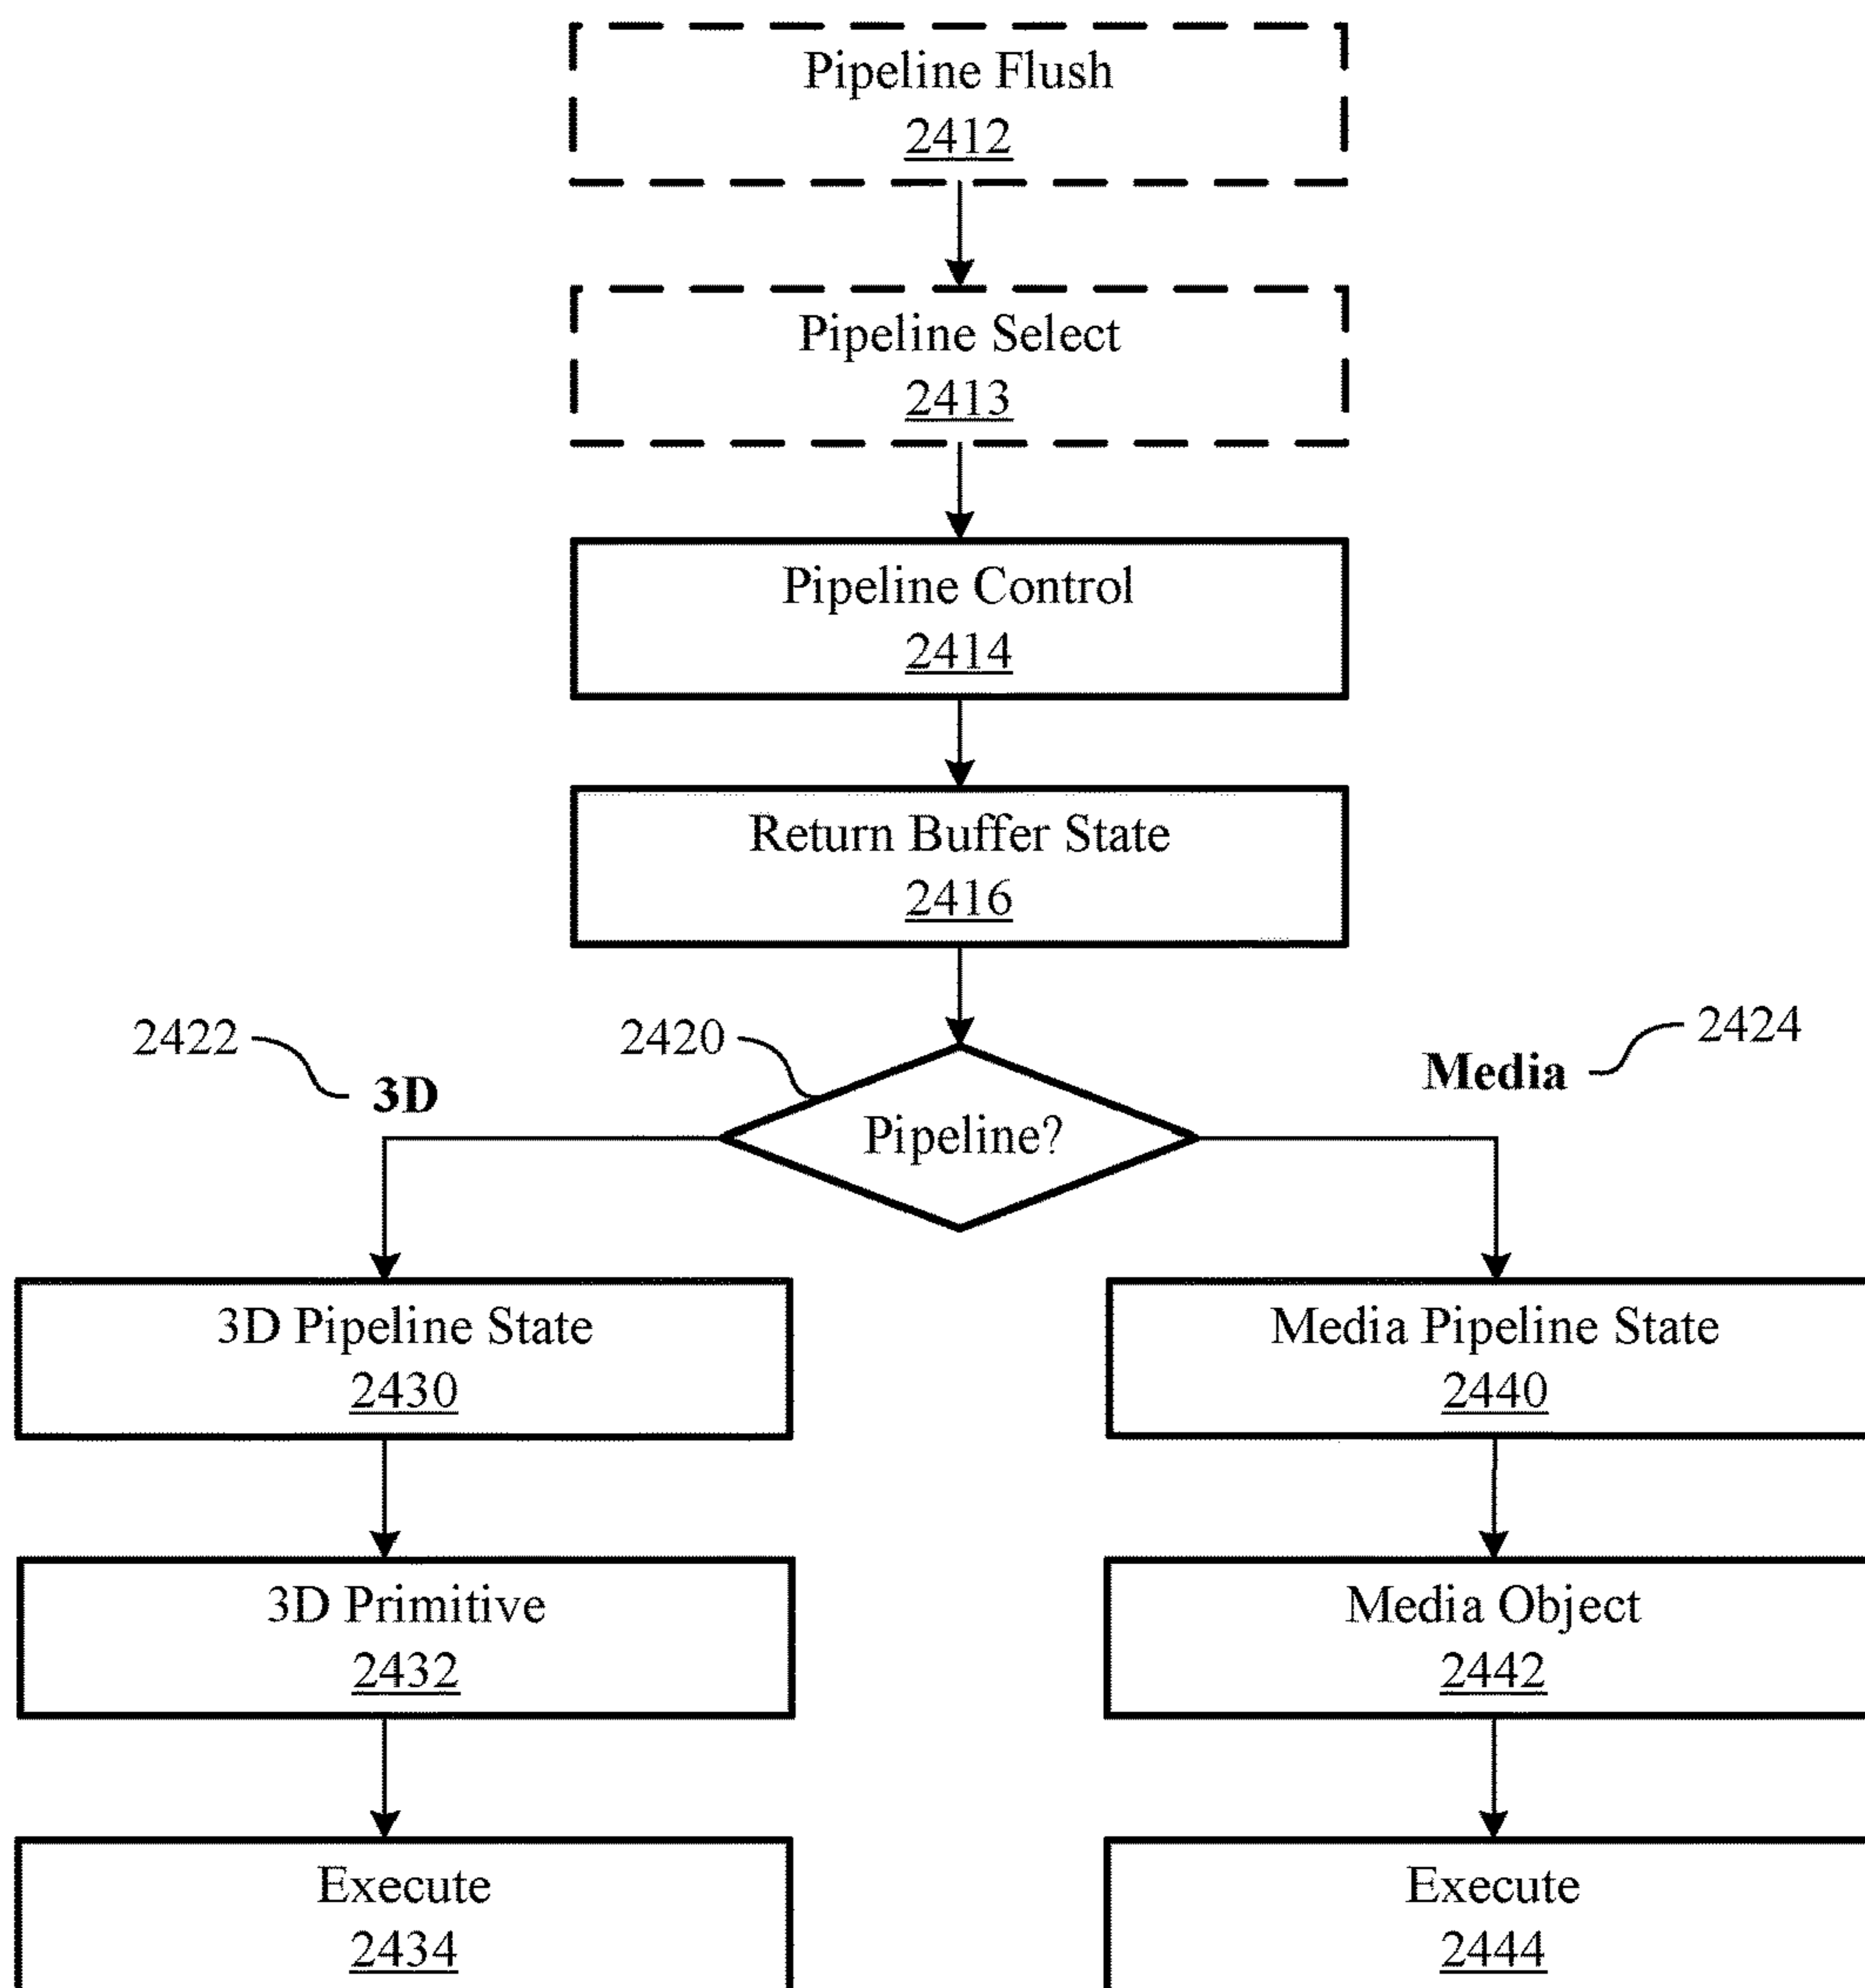 Pipeline Flush
2412
Pipeline Select
2413
Pipeline Control
2414
Return Buffer State
2416
2422
3D
2420
Pipeline?
Media
2424
3D Pipeline State
2430
3D Primitive
2432
Execute
2434
Media Pipeline State
2440
Media Object
2442
Execute
2444